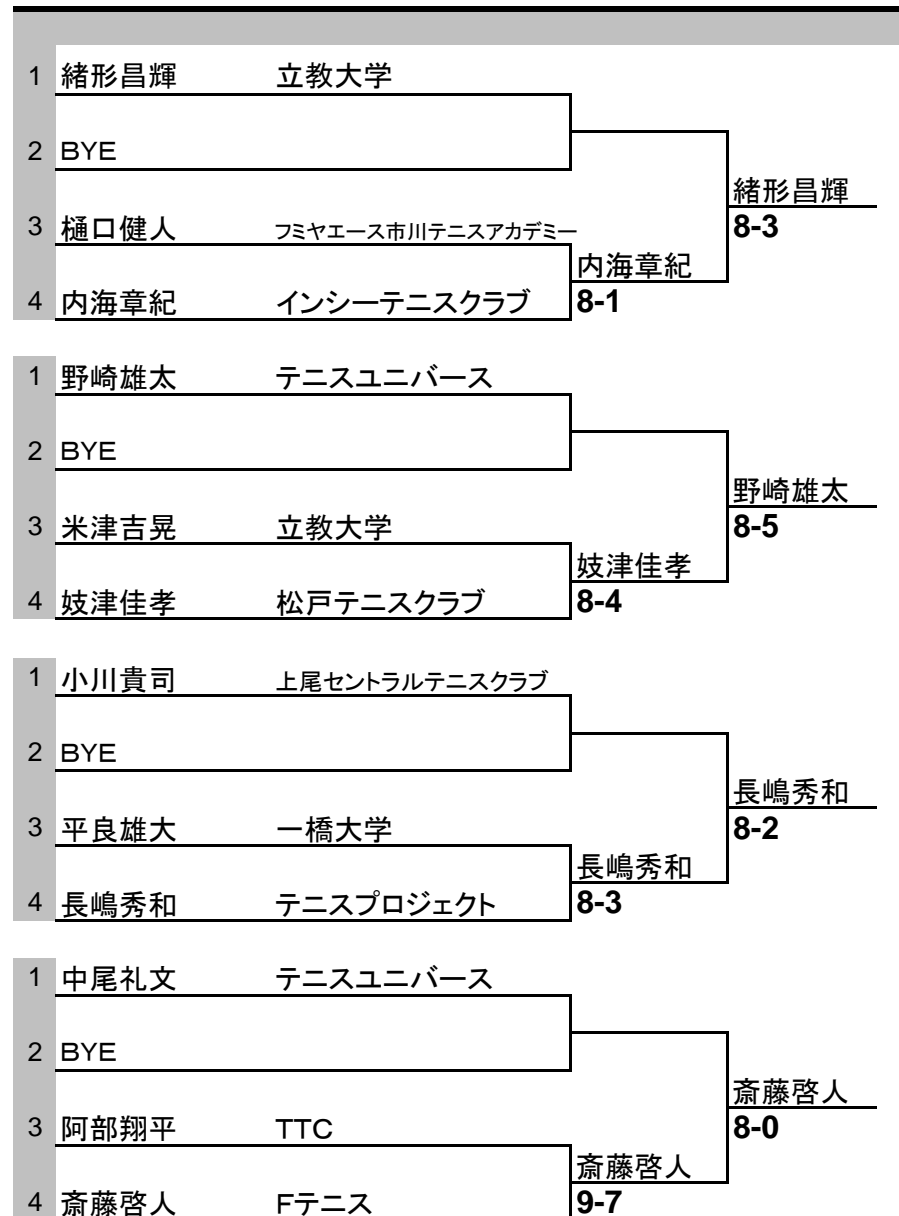 1 緒形昌輝 立教大学
2 BYE
緒形昌輝
3 樋口健人 フミヤエース市川テニスアカデミー 8-3
内海章紀
4 内海章紀 インシーテニスクラブ 8-1
1 野崎雄太 テニスユニバース
2 BYE
野崎雄太
3 米津吉晃 立教大学 8-5
妓津佳孝
4 妓津佳孝 松戸テニスクラブ 8-4
1 小川貴司 上尾セントラルテニスクラブ
2 BYE
長嶋秀和
3 平良雄大 一橋大学 8-2
長嶋秀和
4 長嶋秀和 テニスプロジェクト 8-3
1 中尾礼文 テニスユニバース
2 BYE
斎藤啓人
3 阿部翔平 TTC 8-0
斎藤啓人
4 斎藤啓人 Fテニス 9-7